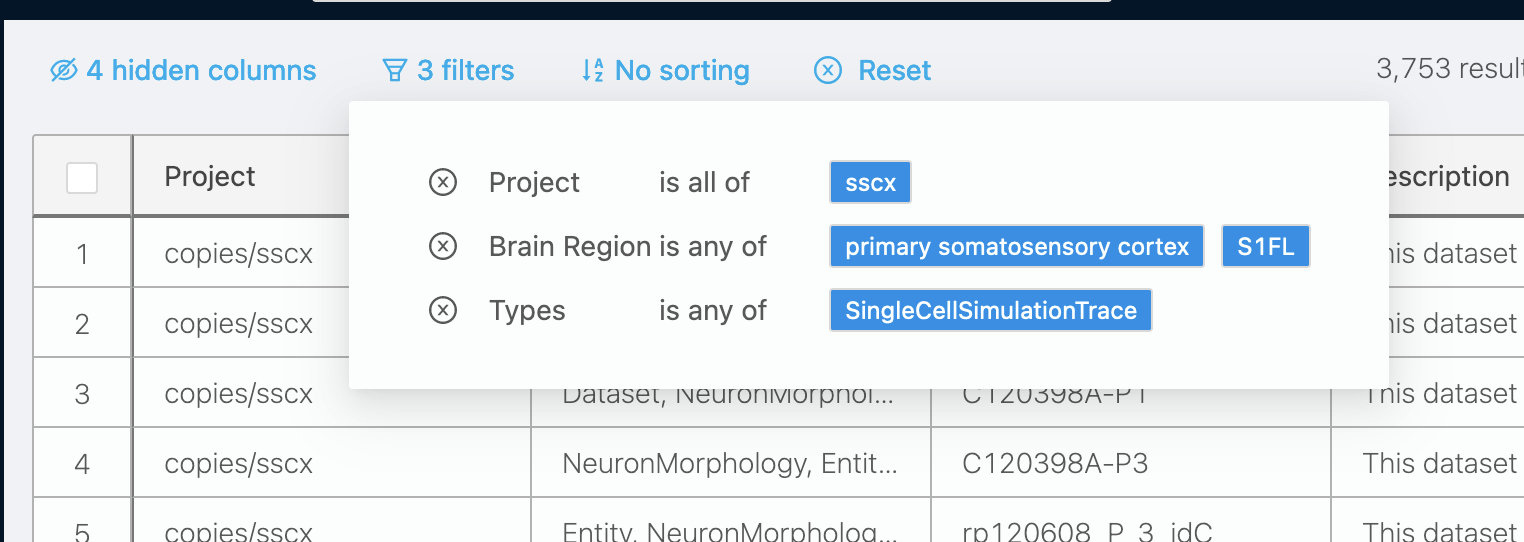 4 hidden columns 3 filters No sorting Reset 3,753 result
Project
Project is all of sscx
Brain Region is any of primary somatosensory cortex S1FL
Types is any of SingleCellSimulationTrace
escription
1 copies/sscx his dataset
2 copies/sscx his dataset
3 copies/sscx Dataset, NeuronMorphol... C120398A-P1 This dataset
4 copies/sscx NeuronMorphology, Entit... C120398A-P3 This dataset
5 copies/sscx Entity, NeuronMorpholog... rp120608_P_3_idC This dataset